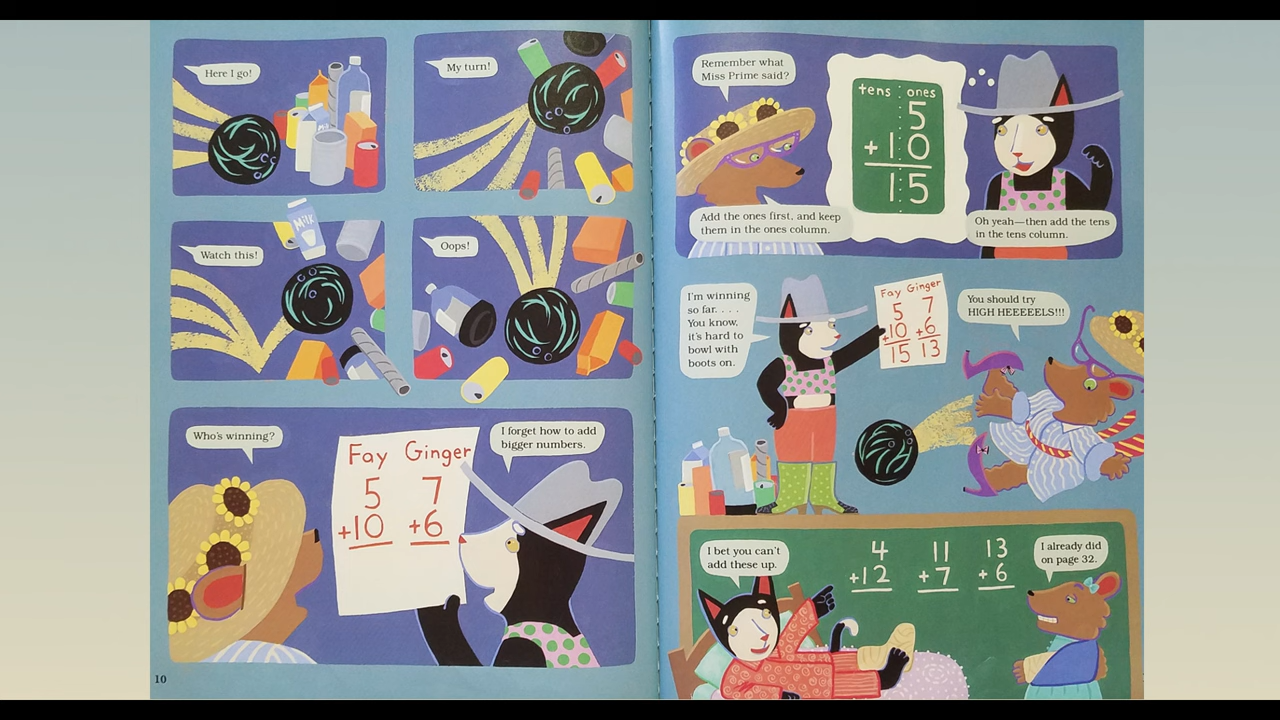 Here I go!
My turn!
MILK
Watch this!
Oops!
Who's winning?
Fay Ginger
5 7
+10 +6
I forget how to add
bigger numbers.
10
Remember what
Miss Prime said?
tens ones
5
+10
15
Add the ones first, and keep
them in the ones column.
Oh yeah—then add the tens
in the tens column.
I'm winning
so far. . . .
You know,
it's hard to
bowl with
boots on.
Fay Ginger
5 7
+10 +6
15 13
You should try
HIGH HEEEEELS!!!
I bet you can't
add these up.
4 11 13
+12 +7 +6
I already did
on page 32.